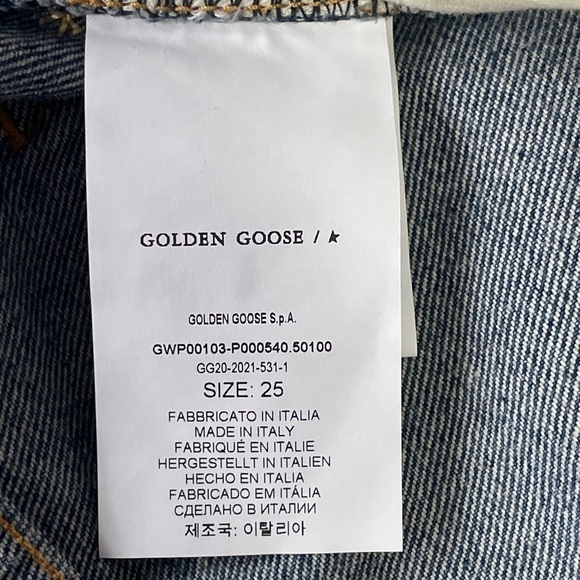 GOLDEN GOOSE /
GOLDEN GOOSE S.p.A.
GWP00103-P000540.50100
GG20-2021-531-1
SIZE: 25
FABBRICATO IN ITALIA
MADE IN ITALY
FABRIQUÉ EN ITALIE
HERGESTELLT IN ITALIEN
HECHO EN ITALIA
FABRICADO EM ITÁLIA
СДЕЛАНО В ИТАЛИИ
제조국: 이탈리아